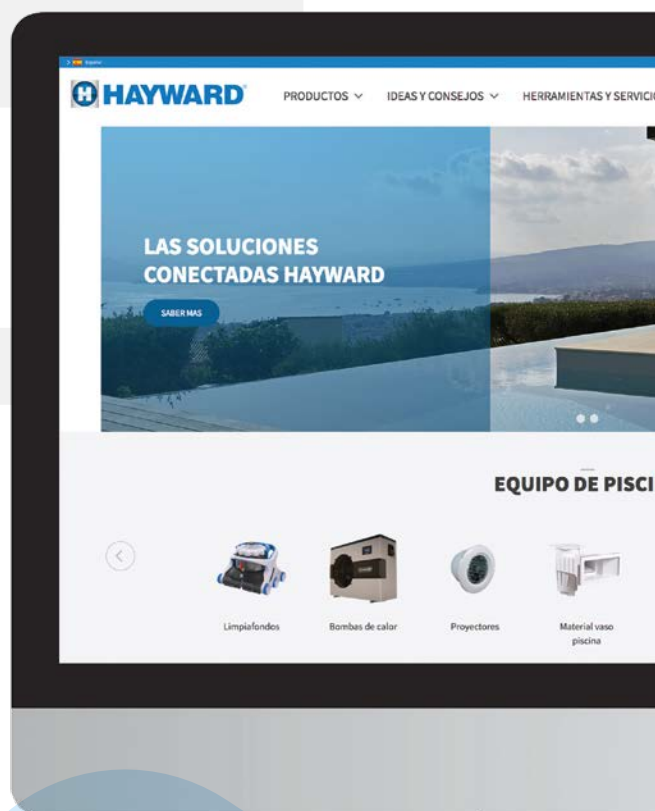 Español
HAYWARD
PRODUCTOS
IDEAS Y CONSEJOS
HERRAMIENTAS Y SERVICIO
LAS SOLUCIONES
CONECTADAS HAYWARD
SABER MAS
EQUIPO DE PISCI
Limpiafondos
Bombas de calor
Proyectores
Material vaso
piscina